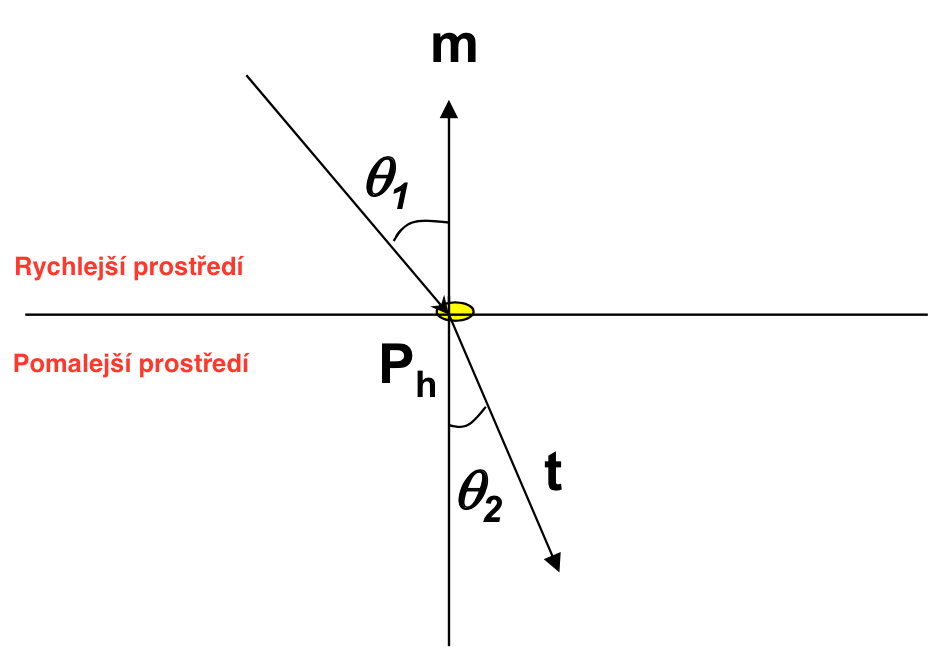 m
θ1
Rychlejší prostředí
Pomalejší prostředí
Ph
t
θ2